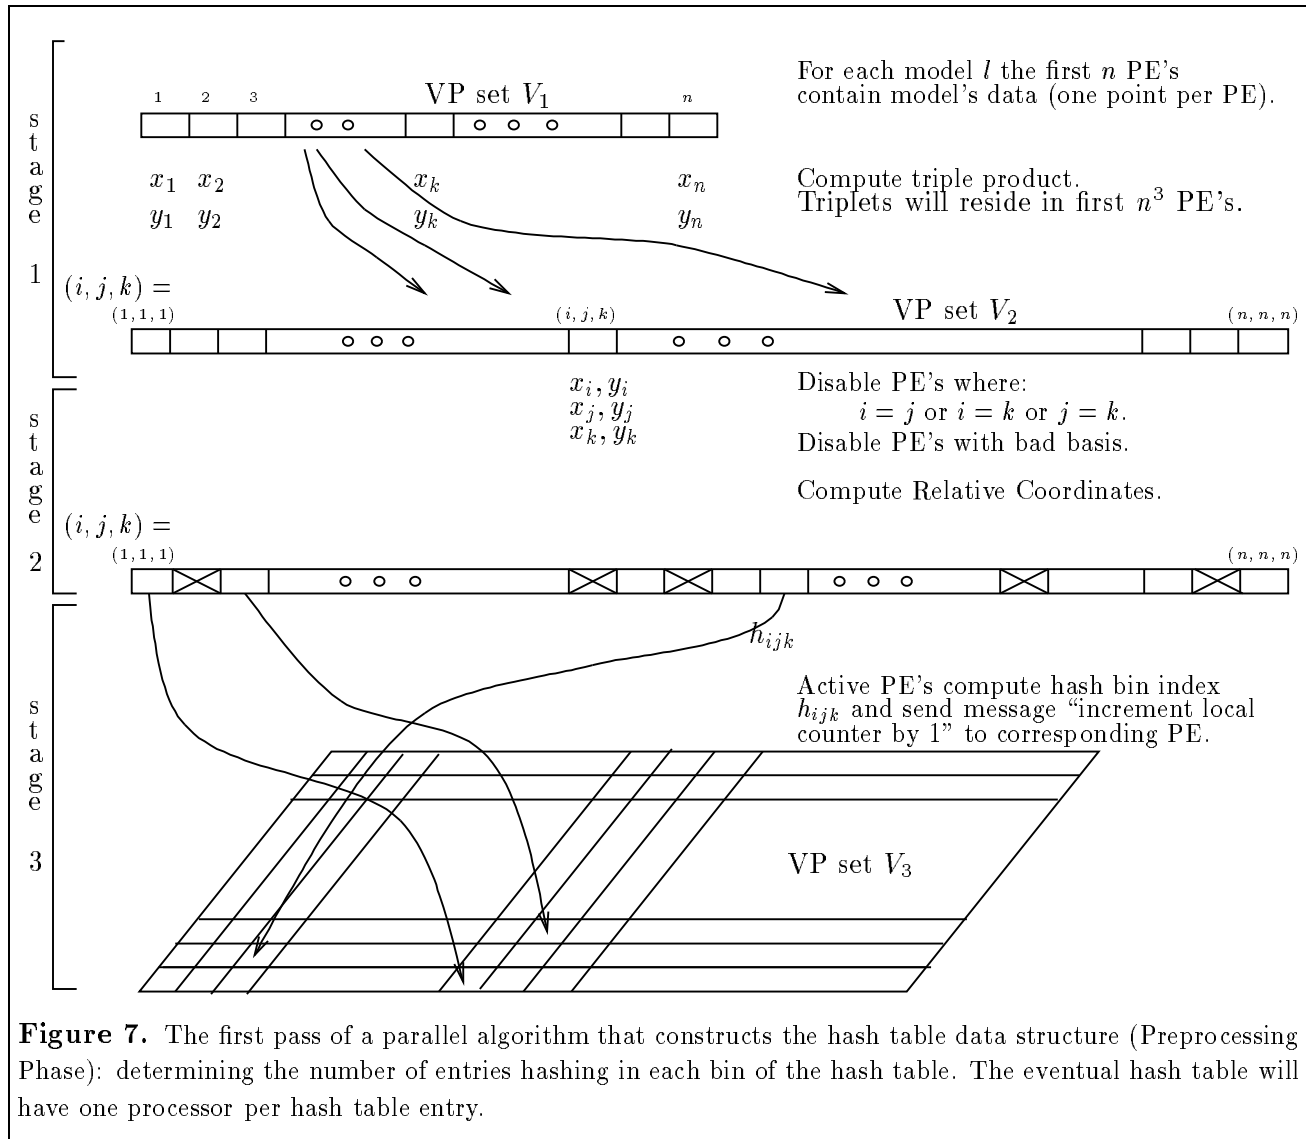 For each model l the first n PE's
contain model's data (one point per PE).
1 2 3 VP set V₁ n
stage 1
x₁ x₂ xₖ xₙ
y₁ y₂ yₖ yₙ
Compute triple product.
Triplets will reside in first n³ PE's.
(i, j, k) =
(1, 1, 1) (i, j, k) VP set V₂ (n, n, n)
stage 2
xᵢ, yᵢ
xⱼ, yⱼ
xₖ, yₖ
Disable PE's where:
i = j or i = k or j = k.
Disable PE's with bad basis.
Compute Relative Coordinates.
(i, j, k) =
(1, 1, 1) (n, n, n)
stage 3
hᵢⱼₖ
Active PE's compute hash bin index
hᵢⱼₖ and send message “increment local
counter by 1” to corresponding PE.
VP set V₃
Figure 7. The first pass of a parallel algorithm that constructs the hash table data structure (Preprocessing
Phase): determining the number of entries hashing in each bin of the hash table. The eventual hash table will
have one processor per hash table entry.